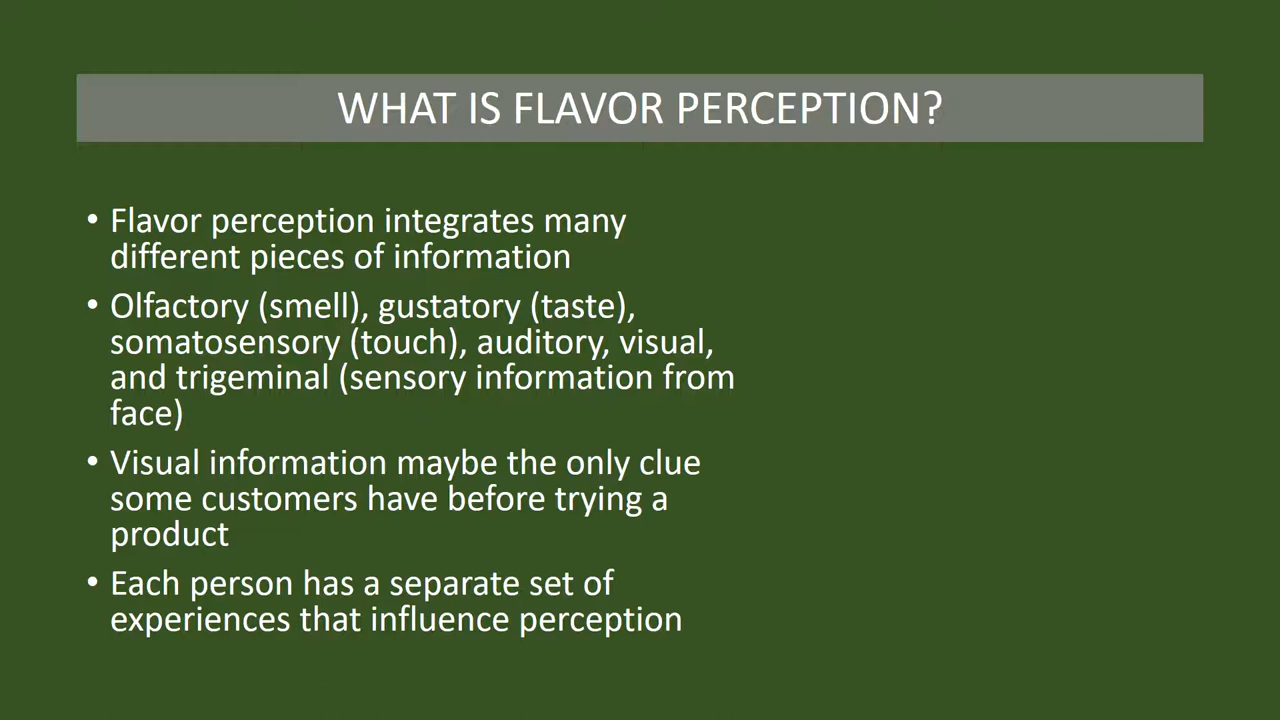 WHAT IS FLAVOR PERCEPTION?
• Flavor perception integrates many
different pieces of information
• Olfactory (smell), gustatory (taste),
somatosensory (touch), auditory, visual,
and trigeminal (sensory information from
face)
• Visual information maybe the only clue
some customers have before trying a
product
• Each person has a separate set of
experiences that influence perception